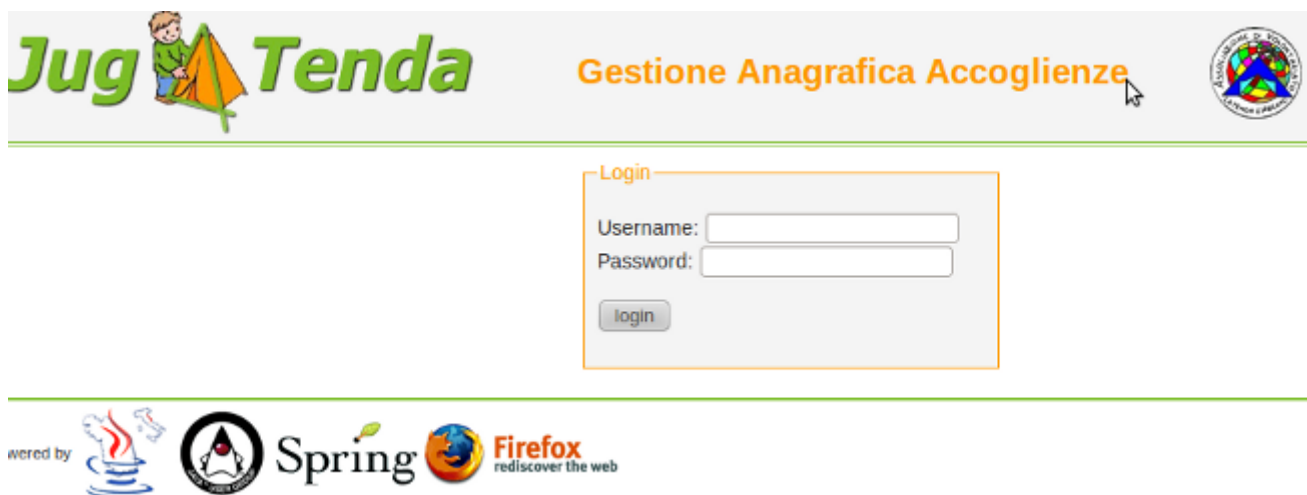 Jug Tenda
Gestione Anagrafica Accoglienze
Login
Username:
Password:
login
wered by
Spring
Firefox
rediscover the web